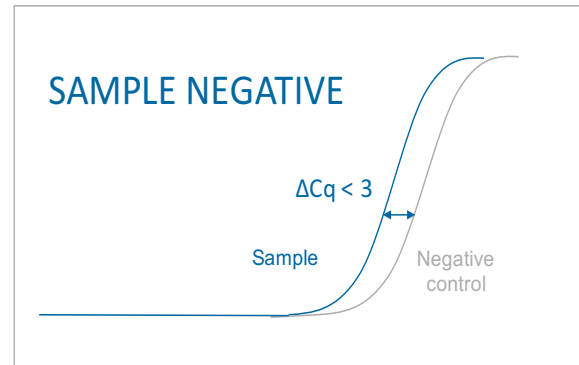 SAMPLE NEGATIVE
ΔCq < 3
Sample
Negative
control